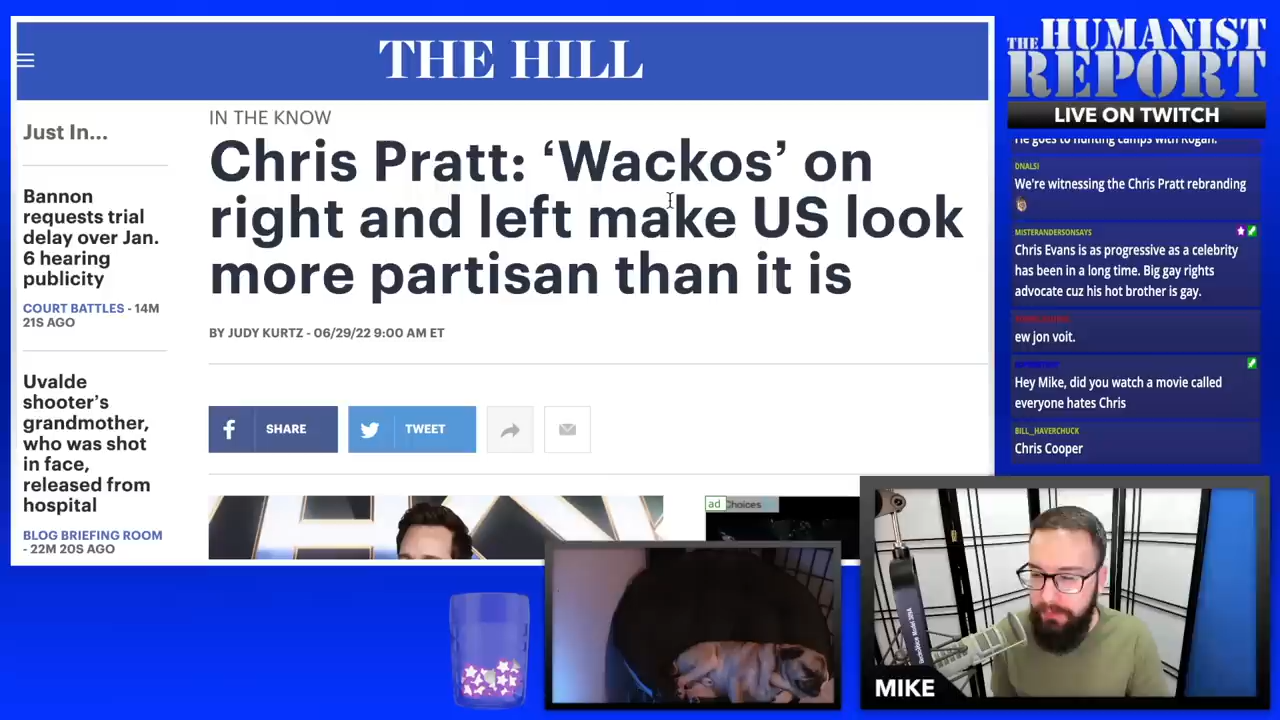 THE HILL
Just In...
Bannon
requests trial
delay over Jan.
6 hearing
publicity
COURT BATTLES - 14M
21S AGO
Uvalde
shooter's
grandmother,
who was shot
in face,
released from
hospital
BLOG BRIEFING ROOM
- 22M 20S AGO
IN THE KNOW
Chris Pratt: ‘Wackos’ on
right and left make US look
more partisan than it is
BY JUDY KURTZ - 06/29/22 9:00 AM ET
SHARE
TWEET
ad Choices
THE HUMANIST
REPORT
LIVE ON TWITCH
He goes to hunting camps with Rogan.
DNALSI
We're witnessing the Chris Pratt rebranding
MISTERANDERSONSAYS
Chris Evans is as progressive as a celebrity
has been in a long time. Big gay rights
advocate cuz his hot brother is gay.
ew jon voit.
Hey Mike, did you watch a movie called
everyone hates Chris
BILL_HAVERCHUCK
Chris Cooper
MIKE